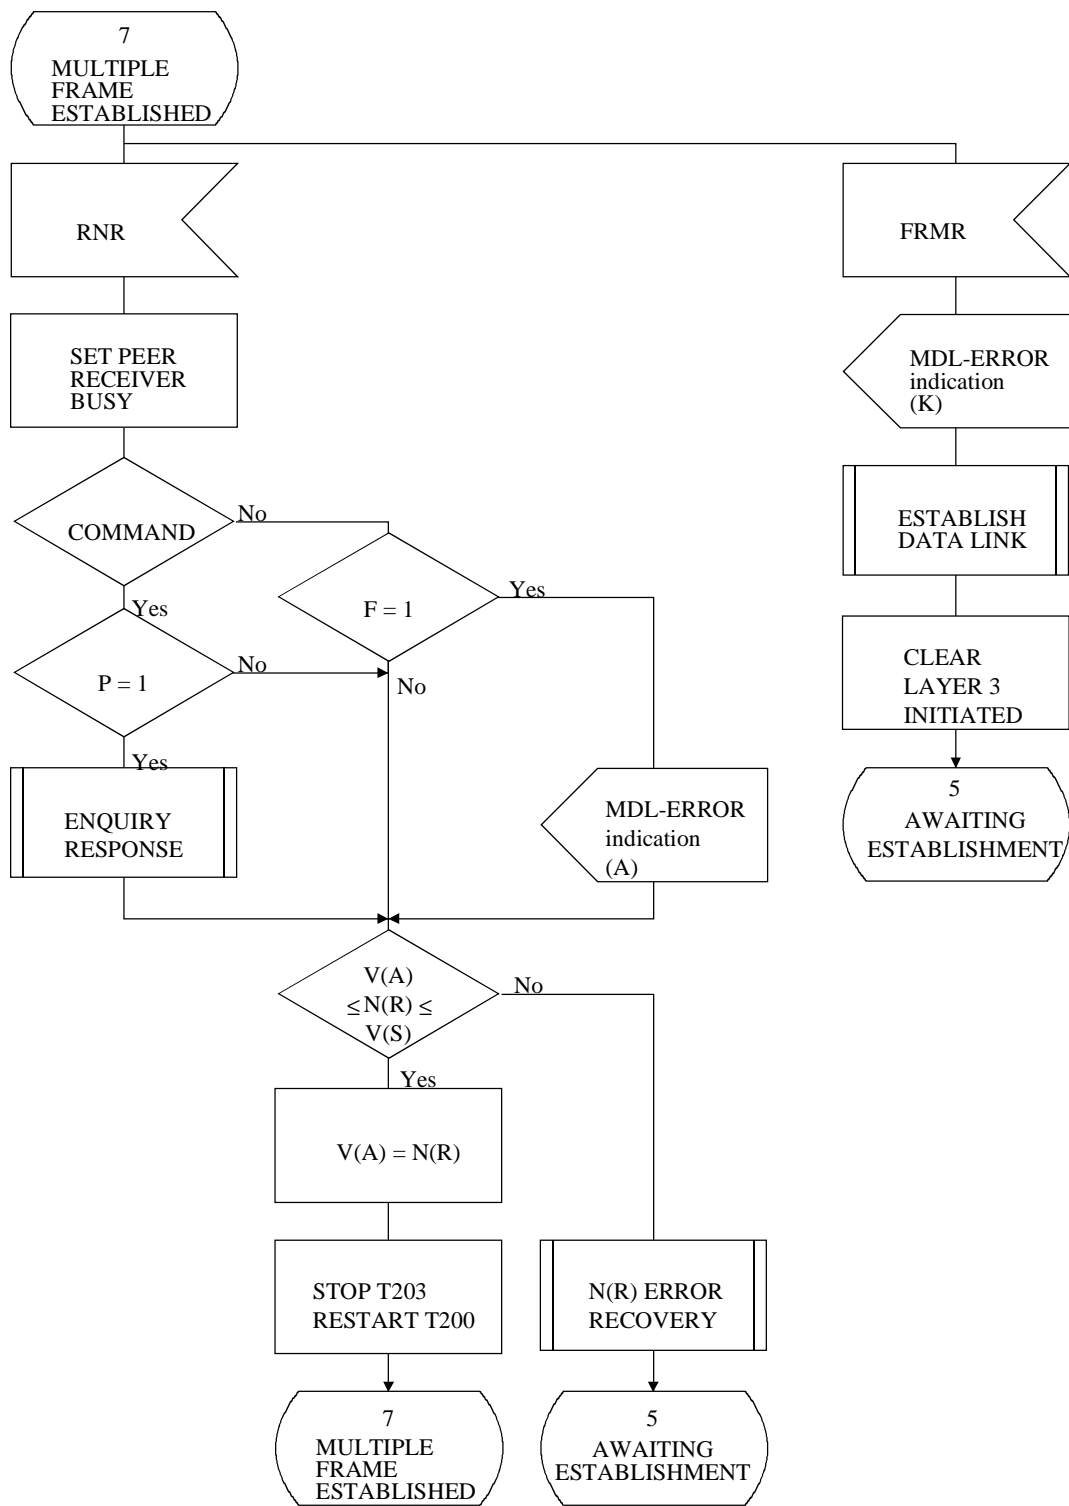 7
MULTIPLE
FRAME
ESTABLISHED
RNR
FRMR
SET PEER
RECEIVER
BUSY
MDL-ERROR
indication
(K)
COMMAND
No
Yes
ESTABLISH
DATA LINK
F = 1
Yes
No
P = 1
No
Yes
CLEAR
LAYER 3
INITIATED
ENQUIRY
RESPONSE
MDL-ERROR
indication
(A)
5
AWAITING
ESTABLISHMENT
V(A)
≤ N(R) ≤
V(S)
No
Yes
V(A) = N(R)
STOP T203
RESTART T200
N(R) ERROR
RECOVERY
7
MULTIPLE
FRAME
ESTABLISHED
5
AWAITING
ESTABLISHMENT